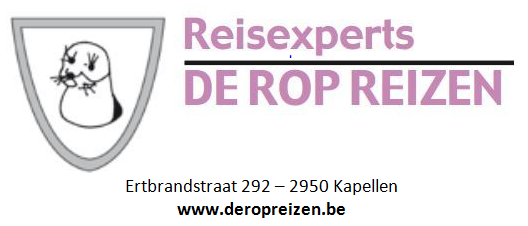 Reisexperts
DE ROP REIZEN
Ertbrandstraat 292 – 2950 Kapellen
www.deropreizen.be